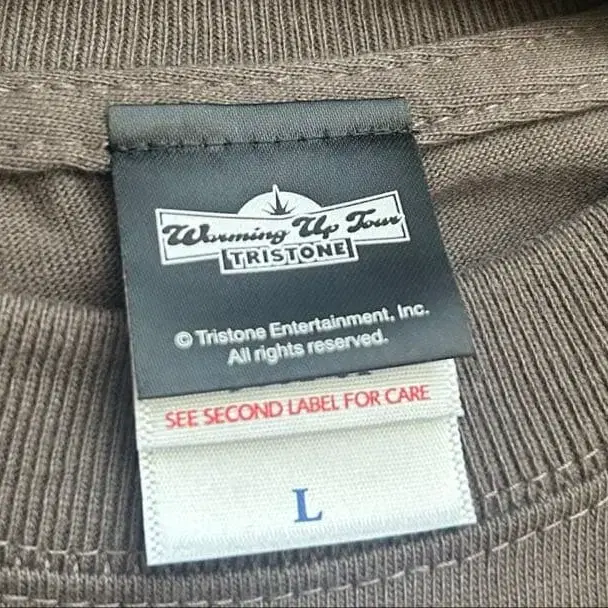 Warming Up Tour
TRISTONE
© Tristone Entertainment, Inc.
All rights reserved.
SEE SECOND LABEL FOR CARE
L